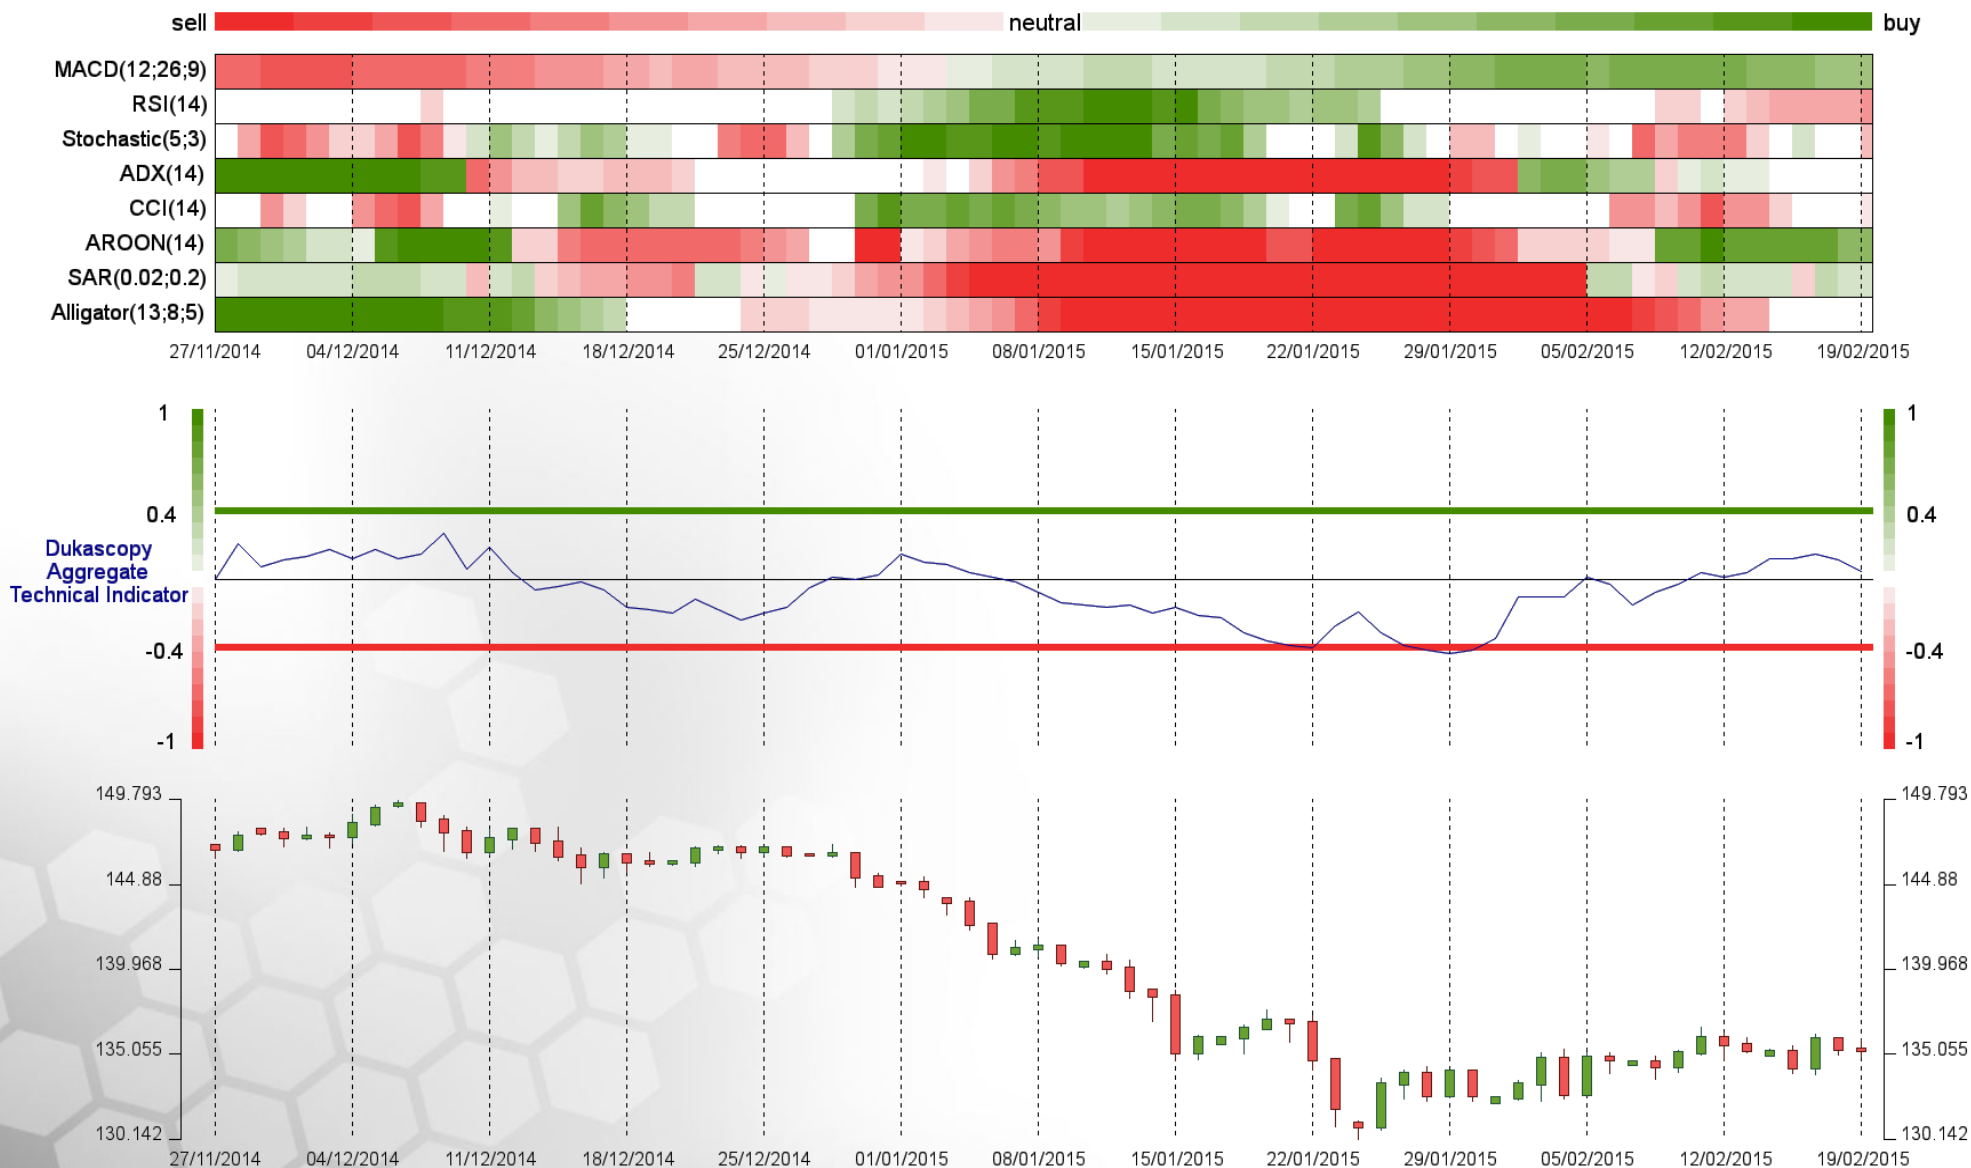 sell neutral buy
MACD(12;26;9)
RSI(14)
Stochastic(5;3)
ADX(14)
CCI(14)
AROON(14)
SAR(0.02;0.2)
Alligator(13;8;5)
27/11/2014 04/12/2014 11/12/2014 18/12/2014 25/12/2014 01/01/2015 08/01/2015 15/01/2015 22/01/2015 29/01/2015 05/02/2015 12/02/2015 19/02/2015
1 1
0.4 0.4
Dukascopy
Aggregate
Technical Indicator
-0.4 -0.4
-1 -1
149.793 149.793
144.88 144.88
139.968 139.968
135.055 135.055
130.142 130.142
27/11/2014 04/12/2014 11/12/2014 18/12/2014 25/12/2014 01/01/2015 08/01/2015 15/01/2015 22/01/2015 29/01/2015 05/02/2015 12/02/2015 19/02/2015